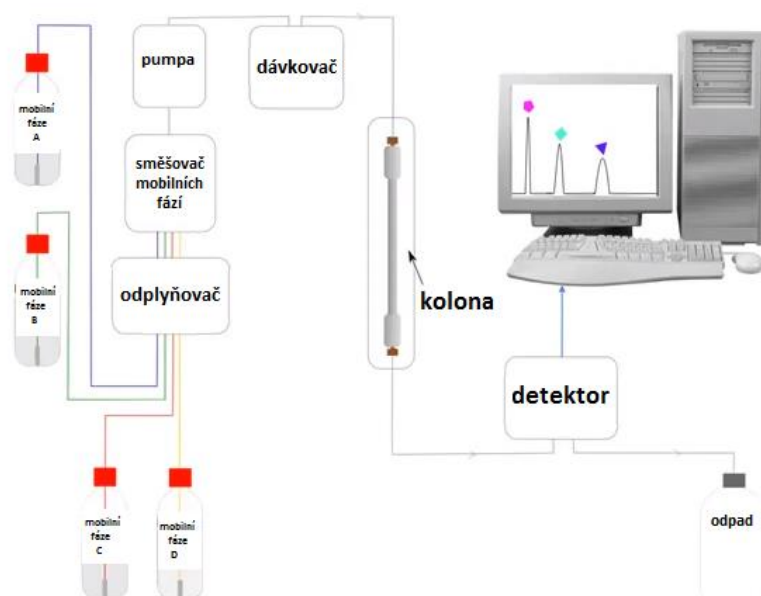 mobilní
fáze
A
pumpa
dávkovač
směšovač
mobilních
fází
mobilní
fáze
B
odplyňovač
kolona
detektor
mobilní
fáze
C
mobilní
fáze
D
odpad